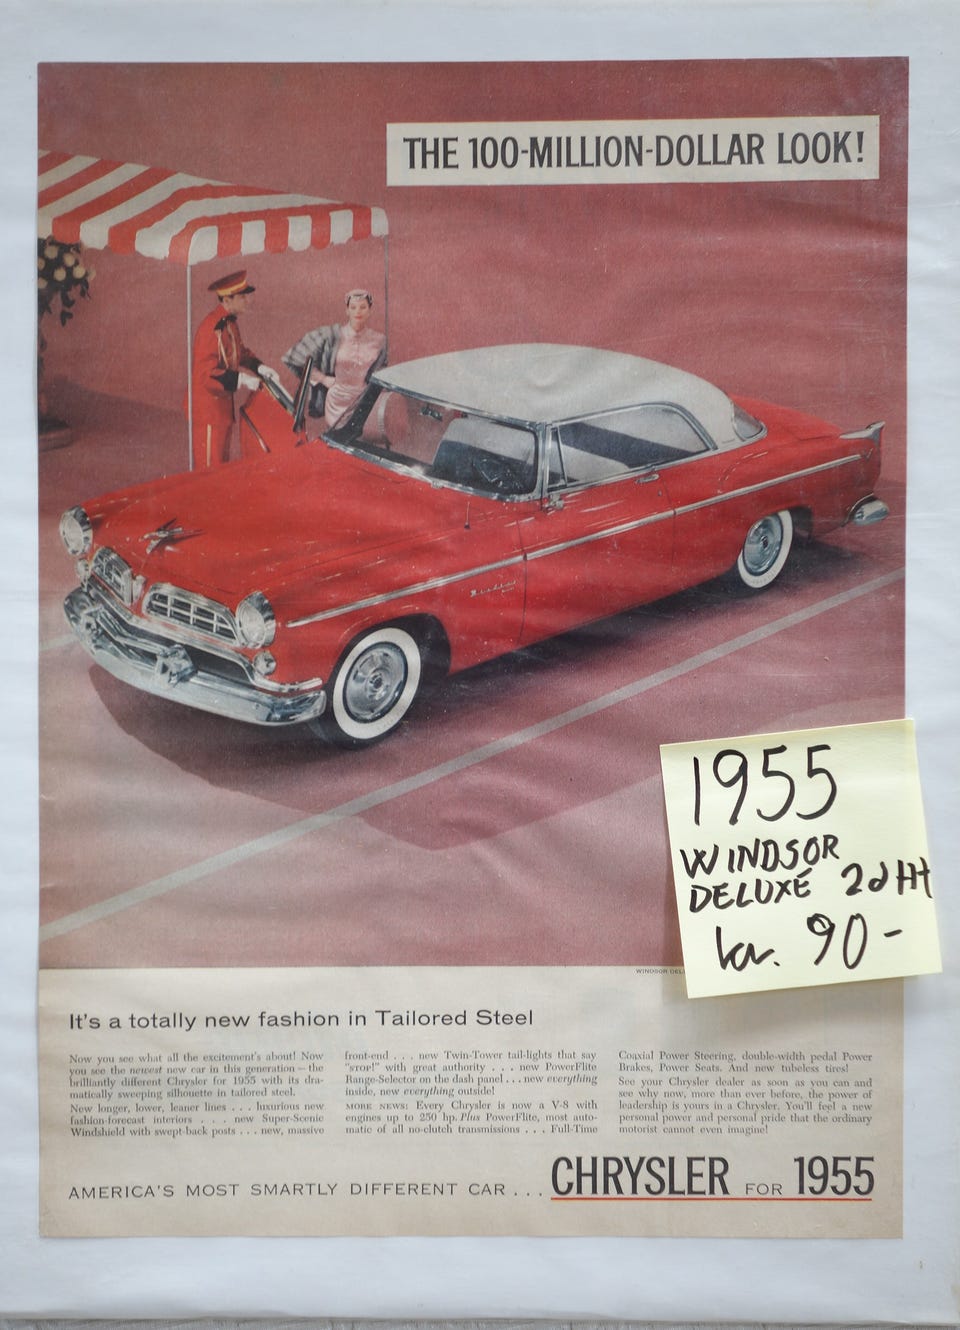 THE 100-MILLION-DOLLAR LOOK!
1955
WINDSOR
DELUXÉ 2d Ht
kr. 90-
WINDSOR DEL
It's a totally new fashion in Tailored Steel
Now you see what all the excitement's about! Now
you see the newest new car in this generation—the
brilliantly different Chrysler for 1955 with its dra-
matically sweeping silhouette in tailored steel.
New longer, lower, leaner lines . . . luxurious new
fashion-forecast interiors . . . new Super-Scenic
Windshield with swept-back posts . . . new, massive
front-end . . . new Twin-Tower tail-lights that say
"STOP!" with great authority . . . new PowerFlite
Range-Selector on the dash panel . . . new everything
inside, new everything outside!
MORE NEWS: Every Chrysler is now a V-8 with
engines up to 250 hp. Plus PowerFlite, most auto-
matic of all no-clutch transmissions . . . Full-Time
Coaxial Power Steering, double-width pedal Power
Brakes, Power Seats. And new tubeless tires!
See your Chrysler dealer as soon as you can and
see why now, more than ever before, the power of
leadership is yours in a Chrysler. You'll feel a new
personal power and personal pride that the ordinary
motorist cannot even imagine!
AMERICA'S MOST SMARTLY DIFFERENT CAR . . . CHRYSLER FOR 1955